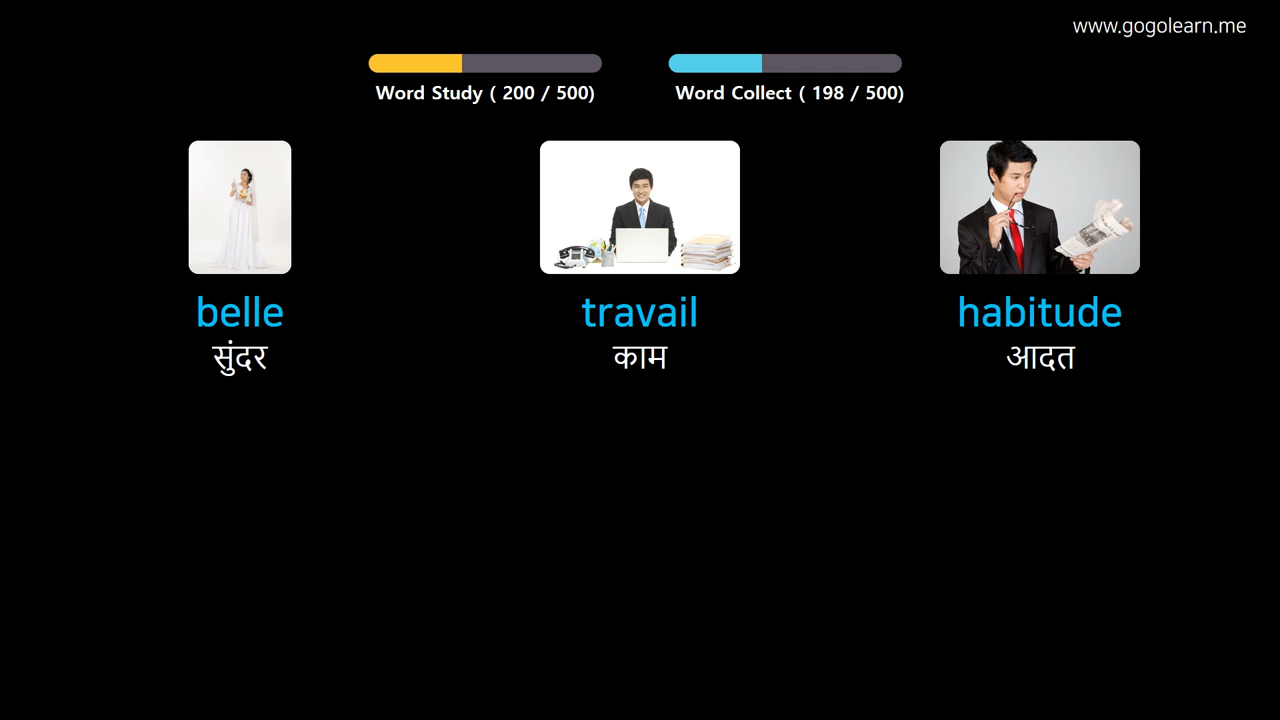 www.gogolearn.me
Word Study ( 200 / 500)
Word Collect ( 198 / 500)
belle
सुंदर
travail
काम
habitude
आदत